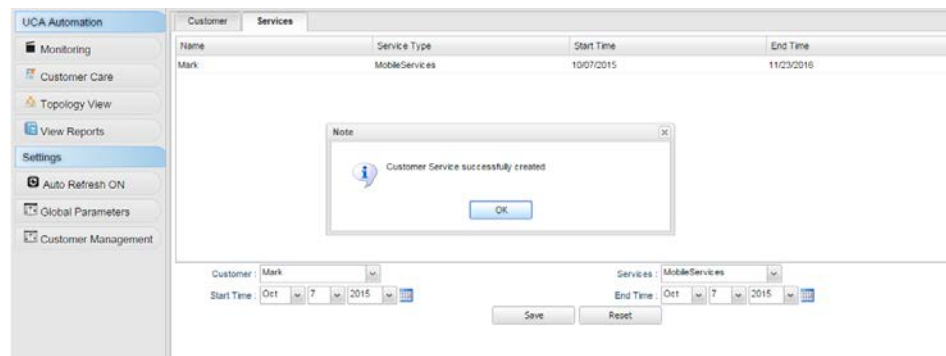 UCA Automation
Monitoring
Customer Care
Topology View
View Reports
Settings
Auto Refresh ON
Global Parameters
Customer Management
Customer Services
Name Service Type Start Time End Time
Mark MobileServices 10/07/2015 11/23/2016
Note
Customer Service successfully created
OK
Customer : Mark Services : MobileServices
Start Time : Oct 7 2015 End Time : Oct 7 2015
Save Reset